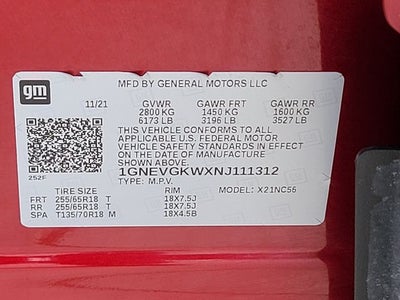 gm
MFD BY GENERAL MOTORS LLC
11/21 GVWR GAWR FRT GAWR RR
2800 KG 1450 KG 1600 KG
6173 LB 3196 LB 3527 LB
THIS VEHICLE CONFORMS TO ALL
APPLICABLE U.S. FEDERAL MOTOR
VEHICLE SAFETY STANDARDS IN EFFECT
ON THE DATE OF MANUFACTURE
SHOWN ABOVE.
252F
1GNEVGKWXNJ111312
TYPE: M.P.V. MODEL: X21NC56
TIRE SIZE RIM
FRT 255/65R18 T 18X7.5J
RR 255/65R18 T 18X7.5J
SPA T135/70R18 M 18X4.5B